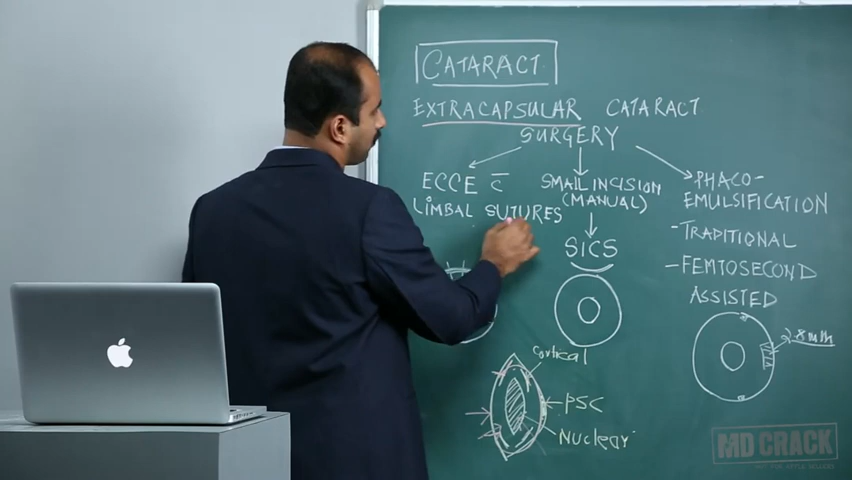 CATARACT
EXTRACAPSULAR CATARACT
SURGERY
ECCE c̅
LIMBAL SUTURES
SMALL INCISION
(MANUAL)
SICS
PHACO-
EMULSIFICATION
- TRADITIONAL
- FEMTOSECOND
ASSISTED
Cortical
PSC
Nuclear
MD CRACK